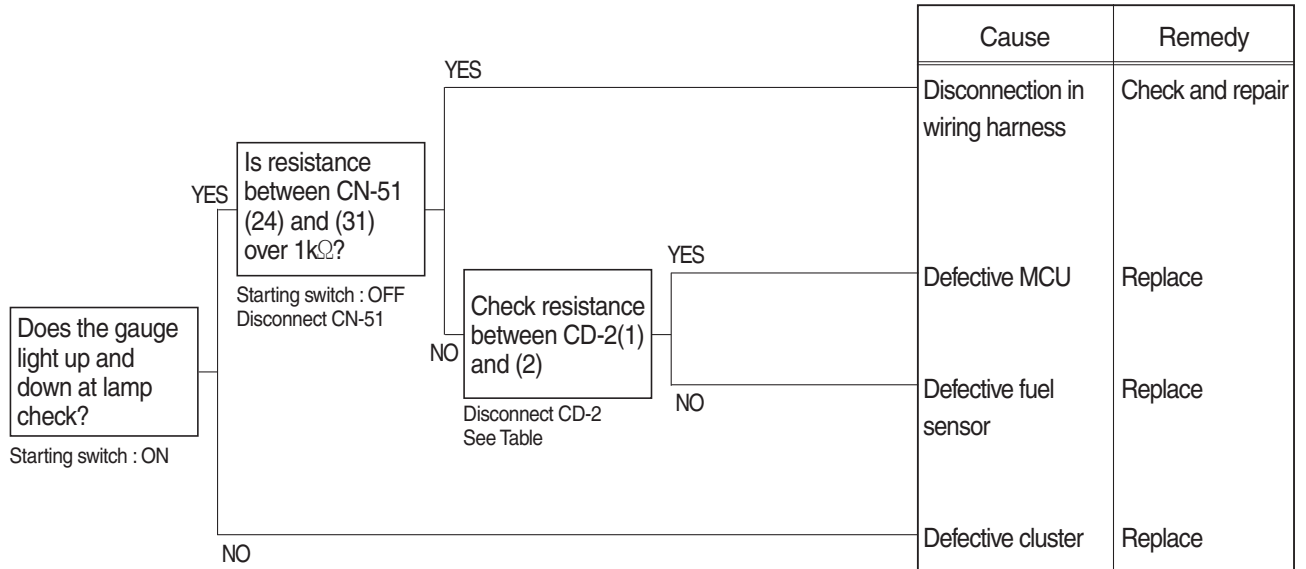 Cause
Remedy
YES
Disconnection in
wiring harness
Check and repair
YES
Is resistance
between CN-51
(24) and (31)
over 1kΩ?
Starting switch : OFF
Disconnect CN-51
YES
Defective MCU
Replace
NO
Check resistance
between CD-2(1)
and (2)
Disconnect CD-2
See Table
NO
Defective fuel
sensor
Replace
Does the gauge
light up and
down at lamp
check?
Starting switch : ON
NO
Defective cluster
Replace